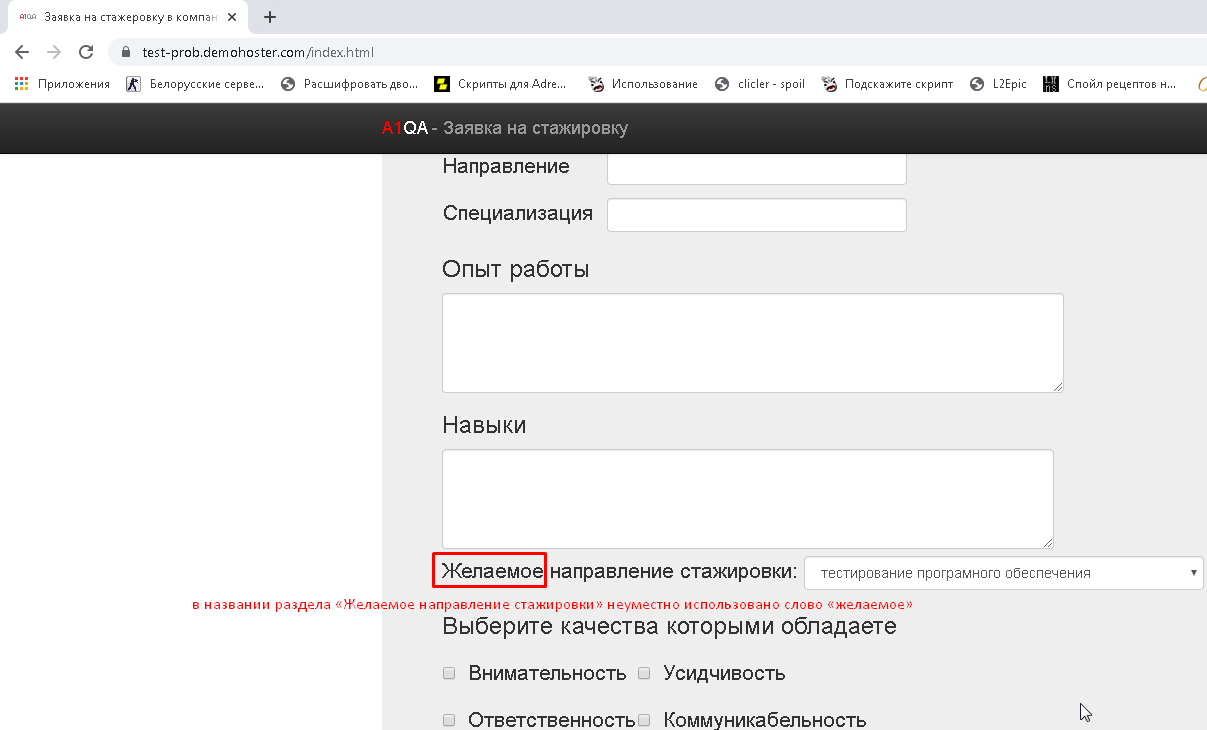 A1QA Заявка на стажировку в компан
test-prob.demohoster.com/index.html
Приложения Белорусские серве... Расшифровать дво... Скрипты для Adre... Использование clicler - spoil Подскажите скрипт L2Epic Спойл рецептов н...
A1QA - Заявка на стажировку
Направление
Специализация
Опыт работы
Навыки
Желаемое направление стажировки: тестирование програмного обеспечения
в названии раздела «Желаемое направление стажировки» неуместно использовано слово «желаемое»
Выберите качества которыми обладаете
Внимательность Усидчивость
Ответственность Коммуникабельность